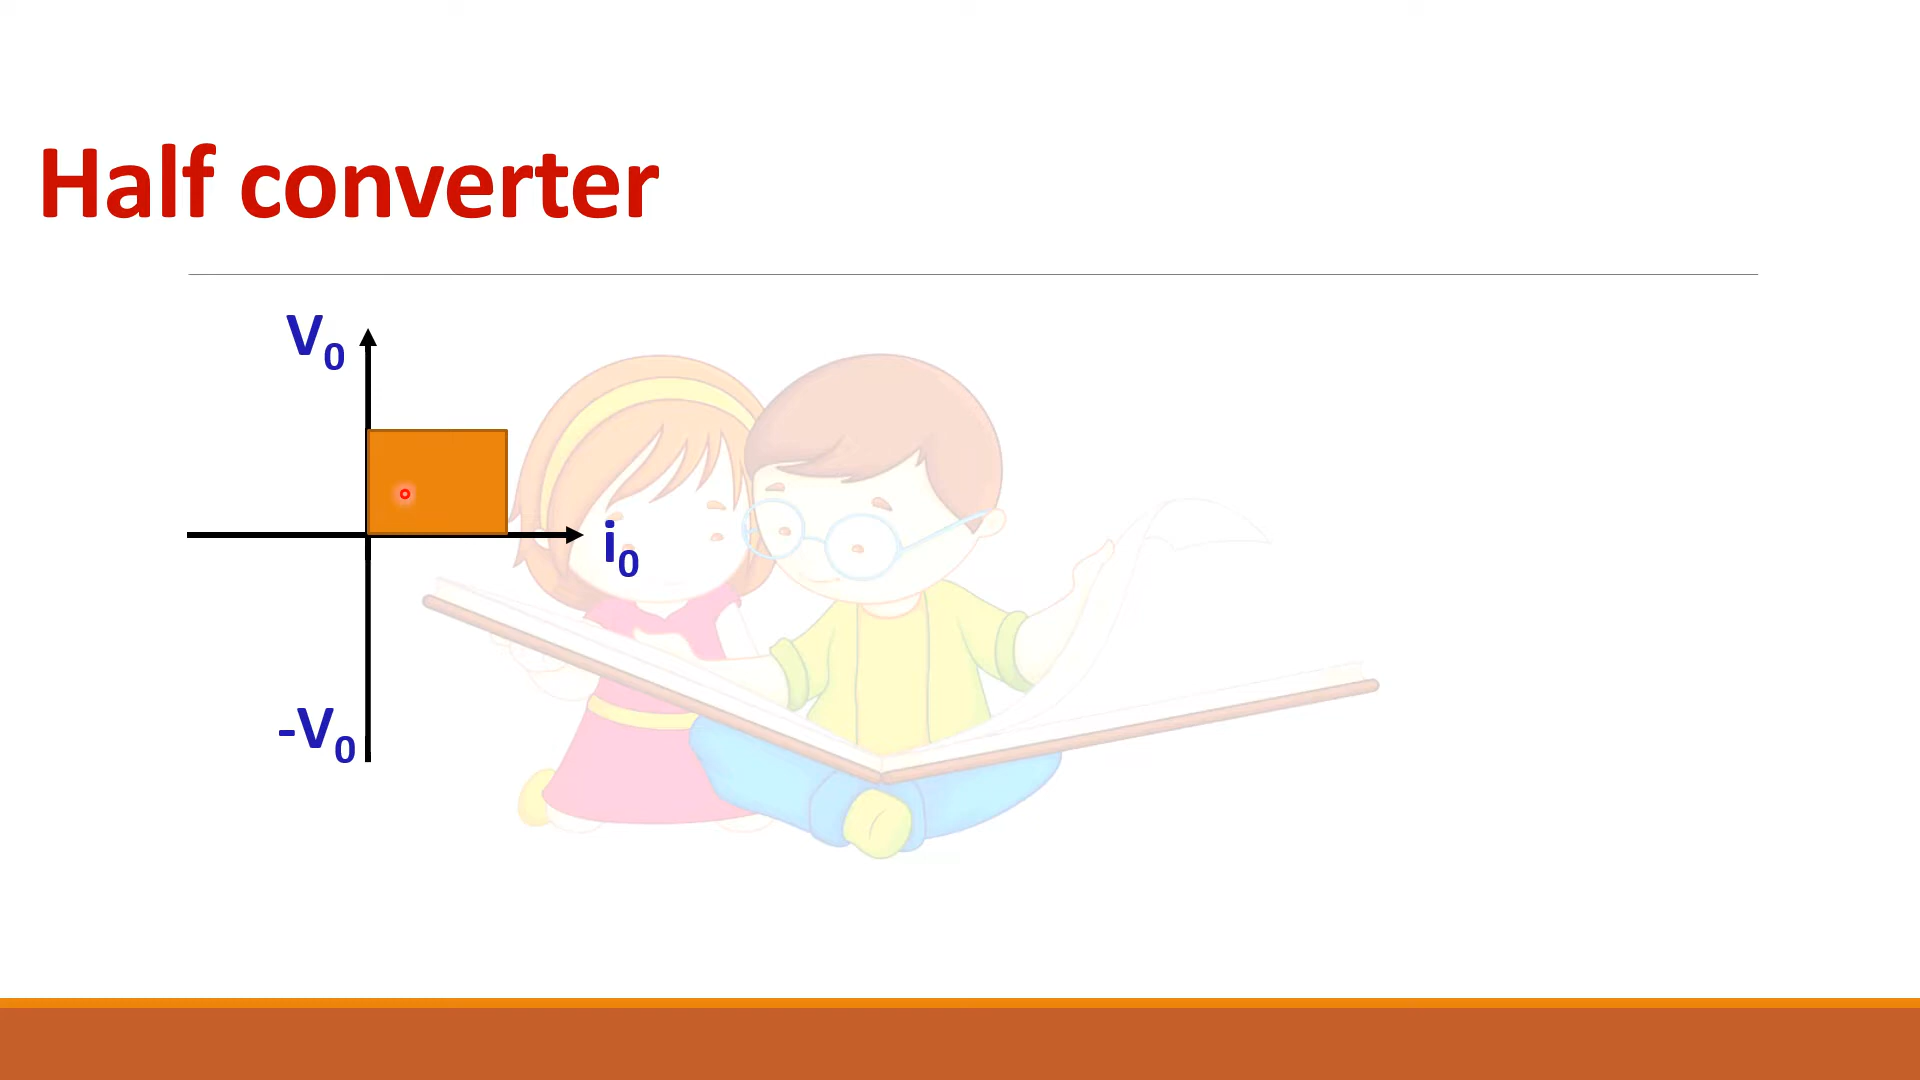 Half converter
V₀
i₀
-V₀